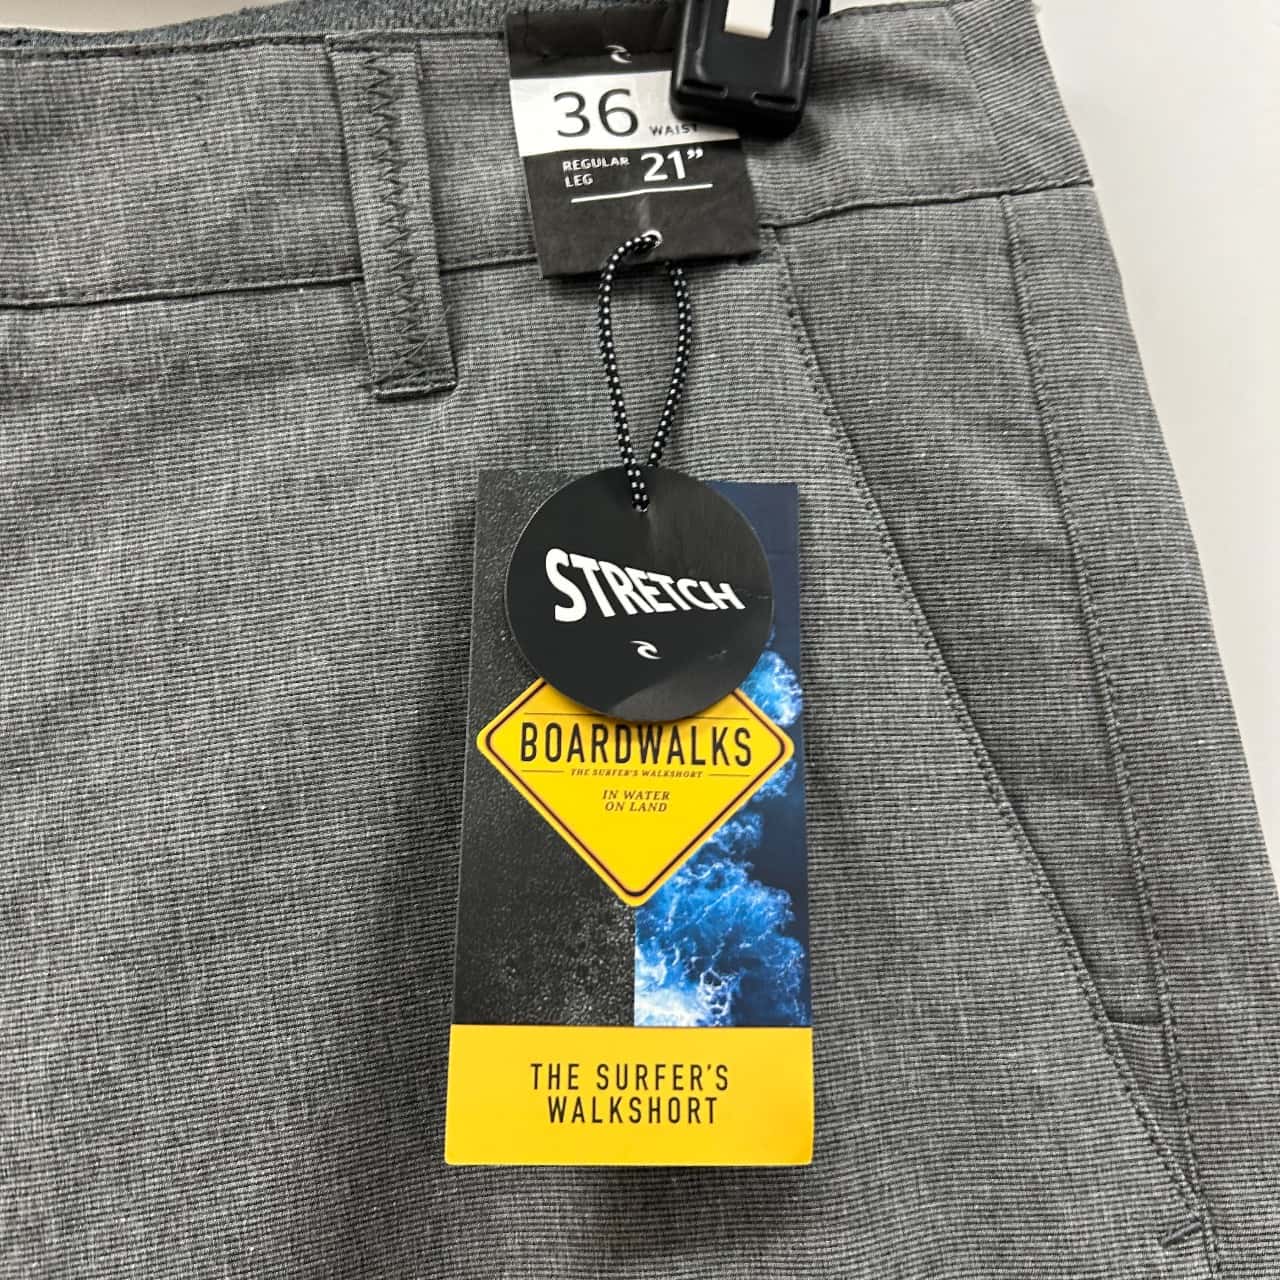 36 WAIST
REGULAR
LEG 21”
STRETCH
BOARDWALKS
THE SURFER'S WALKSHORT
IN WATER
ON LAND
THE SURFER'S
WALKSHORT